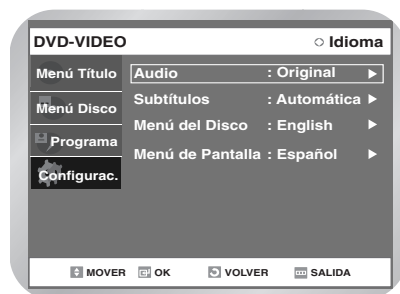 DVD-VIDEO Idioma
Menú Título
Menú Disco
Programa
Configurac.
Audio : Original
Subtítulos : Automática
Menú del Disco : English
Menú de Pantalla : Español
MOVER OK VOLVER SALIDA